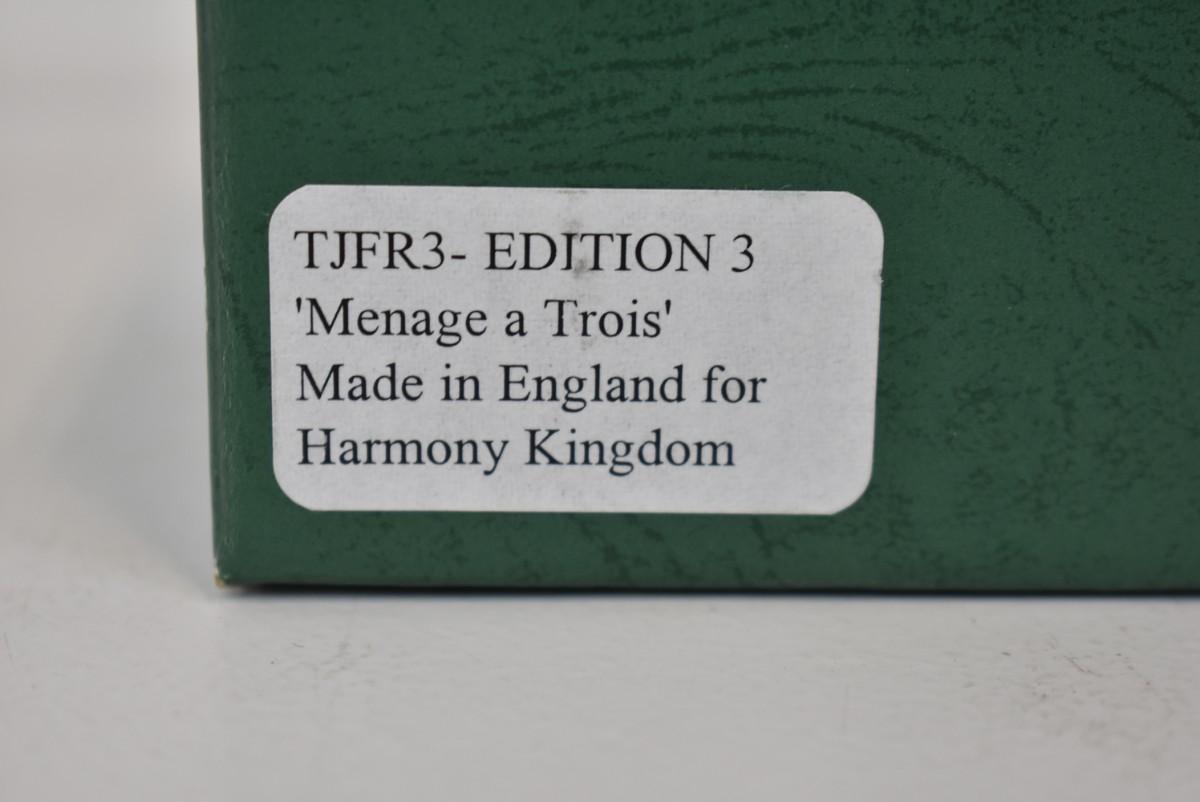 TJFR3- EDITION 3
'Menage a Trois'
Made in England for
Harmony Kingdom